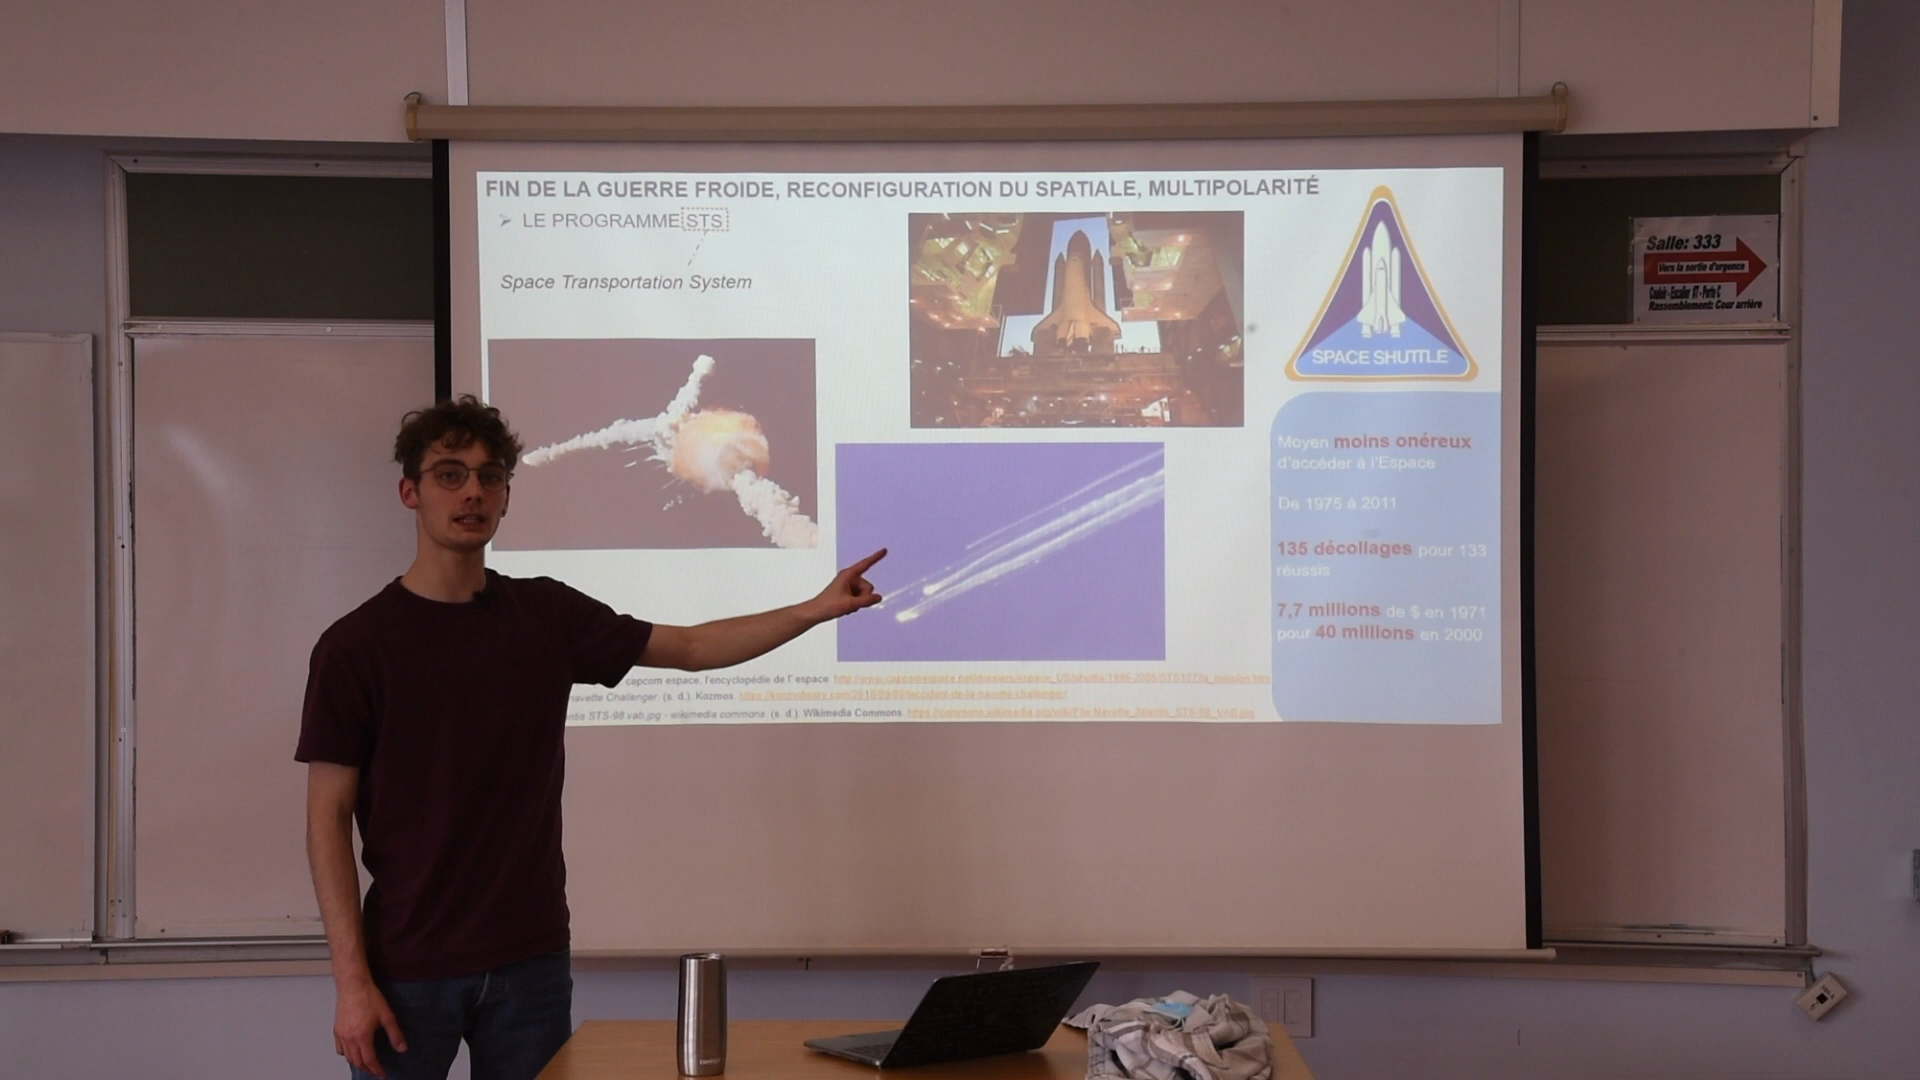 FIN DE LA GUERRE FROIDE, RECONFIGURATION DU SPATIALE, MULTIPOLARITÉ
➢ LE PROGRAMME STS
Space Transportation System
SPACE SHUTTLE
Moyen moins onéreux
d'accéder à l'Espace
De 1975 à 2011
135 décollages pour 133
réussis
7,7 millions de $ en 1971
pour 40 millions en 2000
capcom espace, l'encyclopédie de l' espace.
navette Challenger. (s. d.). Kozmos.
STS-98 vab.jpg - wikimedia commons. (s. d.). Wikimedia Commons.
Salle: 333
Vers la sortie d'urgence
Rassemblement: Cour arrière